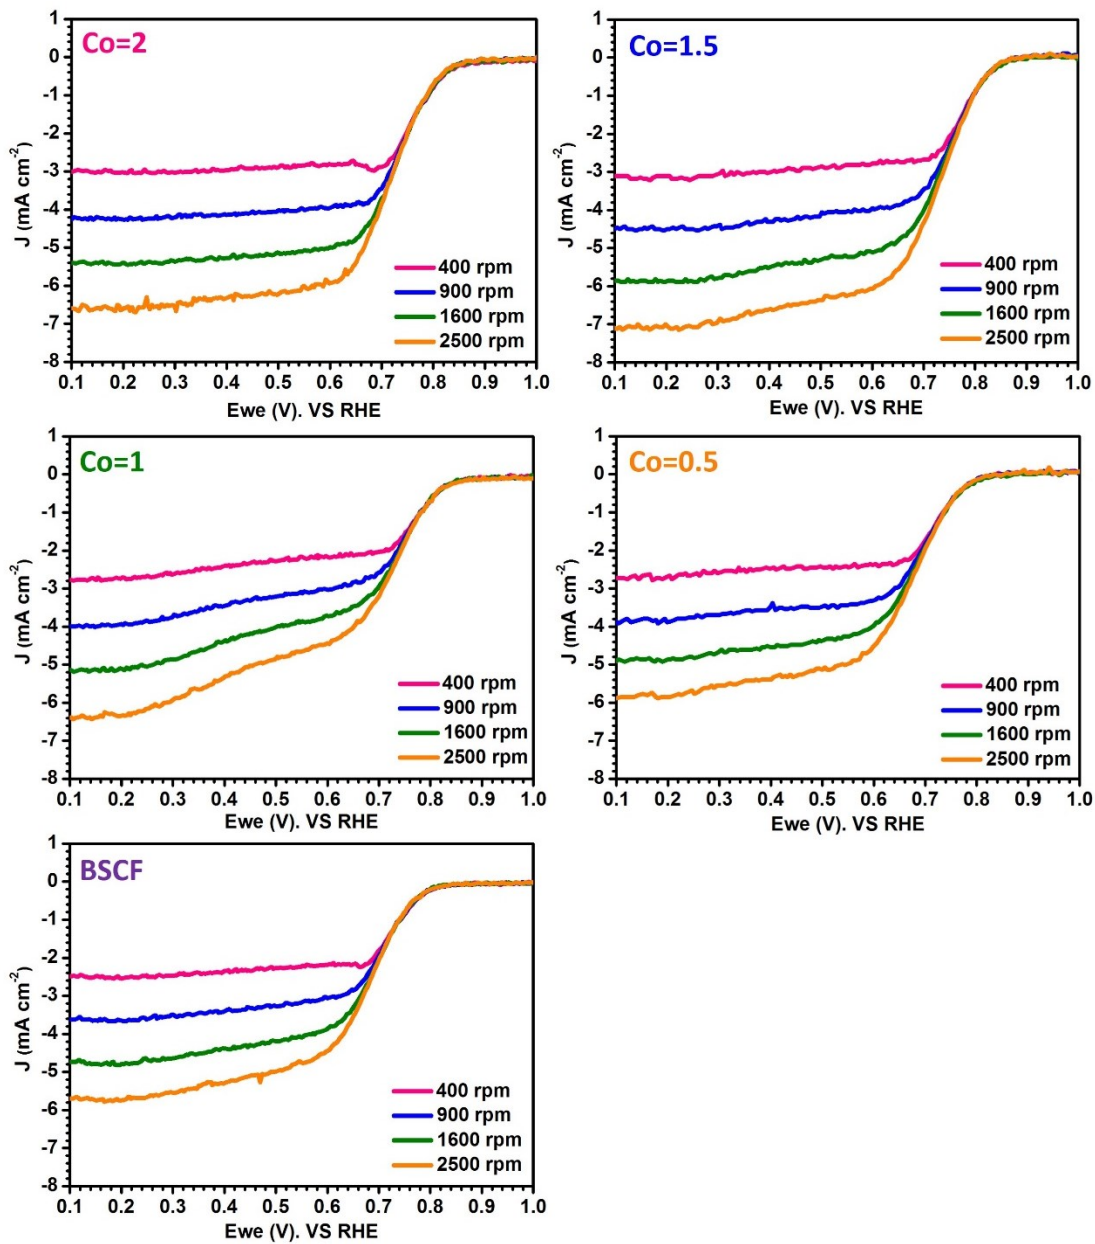 Co=2
J (mA cm-2)
1
0
-1
-2
-3
-4
-5
-6
-7
-8
400 rpm
900 rpm
1600 rpm
2500 rpm
0.1 0.2 0.3 0.4 0.5 0.6 0.7 0.8 0.9 1.0
Ewe (V). VS RHE
Co=1.5
J (mA cm-2)
1
0
-1
-2
-3
-4
-5
-6
-7
-8
400 rpm
900 rpm
1600 rpm
2500 rpm
0.1 0.2 0.3 0.4 0.5 0.6 0.7 0.8 0.9 1.0
Ewe (V). VS RHE
Co=1
J (mA cm-2)
1
0
-1
-2
-3
-4
-5
-6
-7
-8
400 rpm
900 rpm
1600 rpm
2500 rpm
0.1 0.2 0.3 0.4 0.5 0.6 0.7 0.8 0.9 1.0
Ewe (V). VS RHE
Co=0.5
J (mA cm-2)
1
0
-1
-2
-3
-4
-5
-6
-7
-8
400 rpm
900 rpm
1600 rpm
2500 rpm
0.1 0.2 0.3 0.4 0.5 0.6 0.7 0.8 0.9 1.0
Ewe (V). VS RHE
BSCF
J (mA cm-2)
1
0
-1
-2
-3
-4
-5
-6
-7
-8
400 rpm
900 rpm
1600 rpm
2500 rpm
0.1 0.2 0.3 0.4 0.5 0.6 0.7 0.8 0.9 1.0
Ewe (V). VS RHE